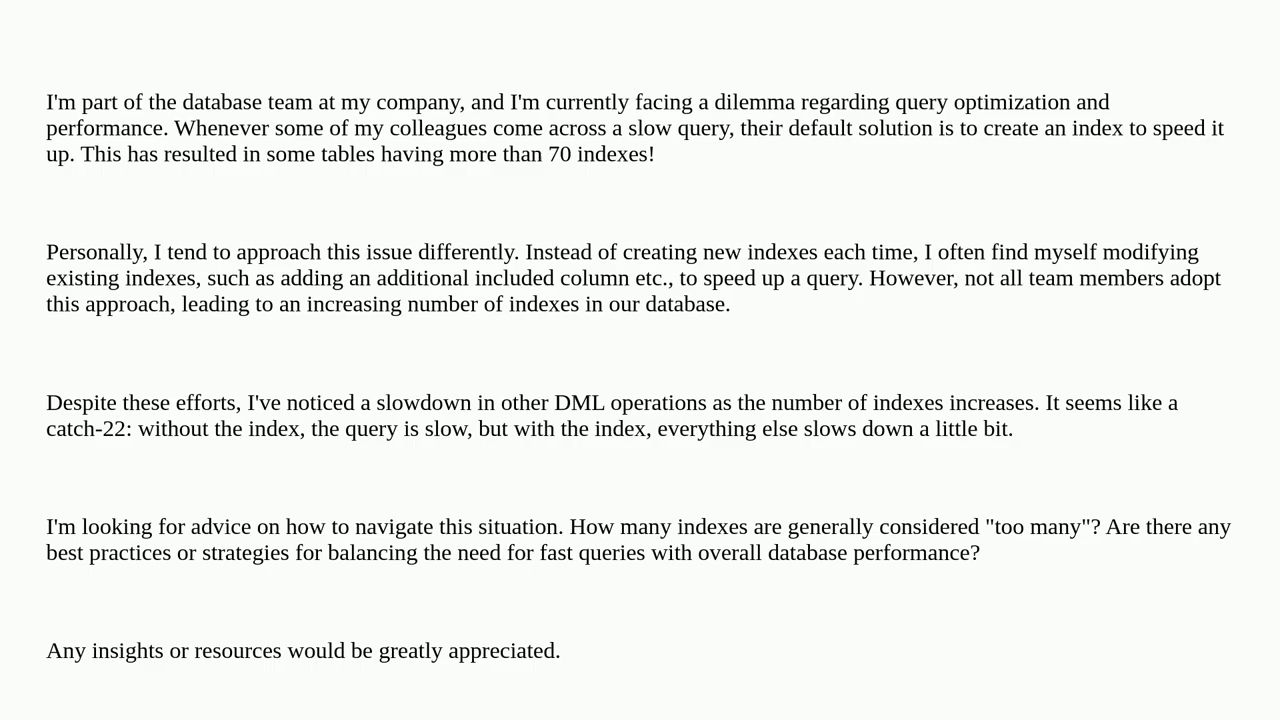 I'm part of the database team at my company, and I'm currently facing a dilemma regarding query optimization and
performance. Whenever some of my colleagues come across a slow query, their default solution is to create an index to speed it
up. This has resulted in some tables having more than 70 indexes!
Personally, I tend to approach this issue differently. Instead of creating new indexes each time, I often find myself modifying
existing indexes, such as adding an additional included column etc., to speed up a query. However, not all team members adopt
this approach, leading to an increasing number of indexes in our database.
Despite these efforts, I've noticed a slowdown in other DML operations as the number of indexes increases. It seems like a
catch-22: without the index, the query is slow, but with the index, everything else slows down a little bit.
I'm looking for advice on how to navigate this situation. How many indexes are generally considered "too many"? Are there any
best practices or strategies for balancing the need for fast queries with overall database performance?
Any insights or resources would be greatly appreciated.